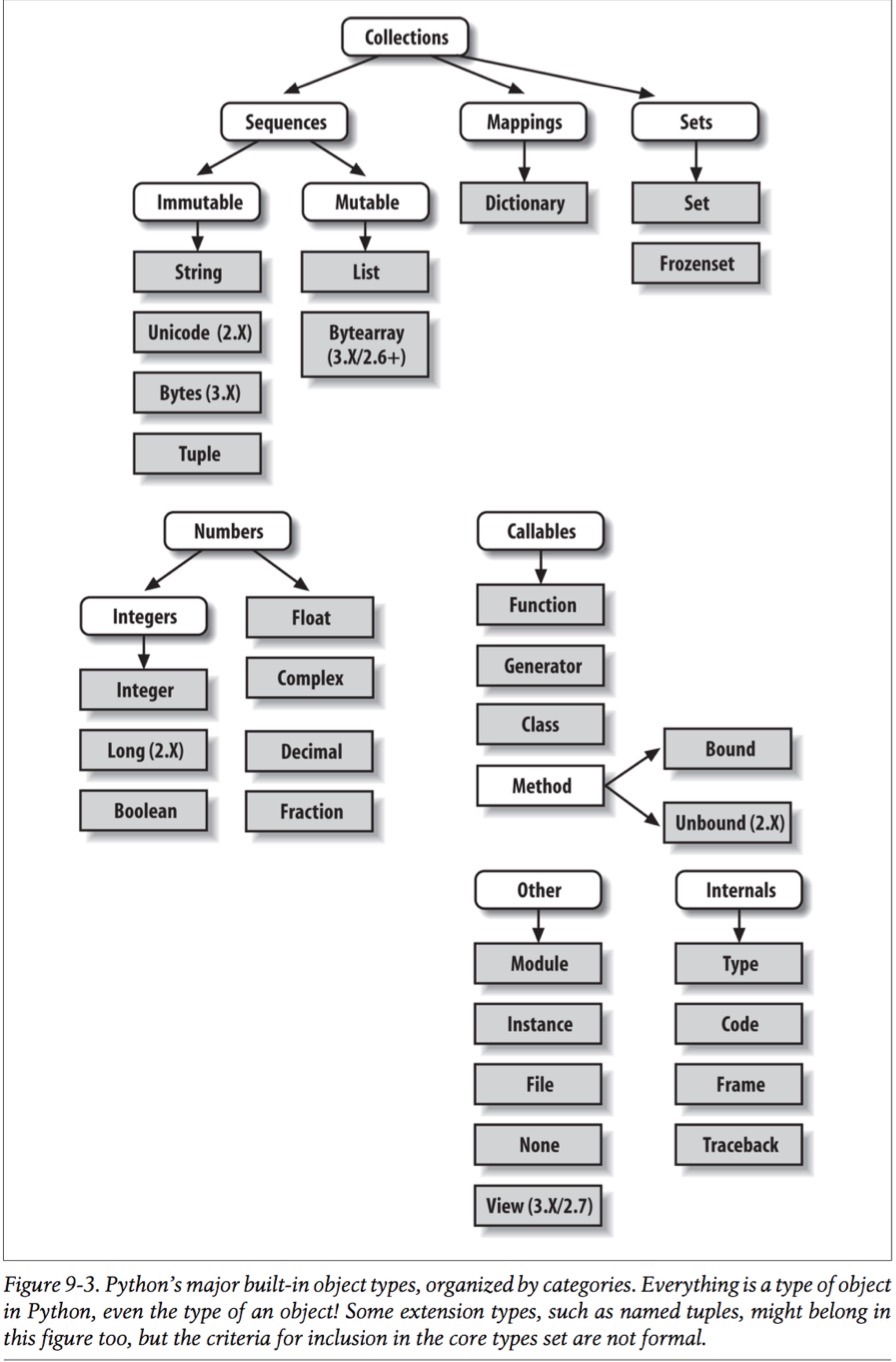 Collections
Sequences
Mappings
Sets
Immutable
Mutable
Dictionary
Set
String
List
Frozenset
Unicode (2.X)
Bytearray
(3.X/2.6+)
Bytes (3.X)
Tuple
Numbers
Callables
Integers
Float
Function
Integer
Complex
Generator
Long (2.X)
Decimal
Class
Bound
Boolean
Fraction
Method
Unbound (2.X)
Other
Internals
Module
Type
Instance
Code
File
Frame
None
Traceback
View (3.X/2.7)
Figure 9-3. Python's major built-in object types, organized by categories. Everything is a type of object
in Python, even the type of an object! Some extension types, such as named tuples, might belong in
this figure too, but the criteria for inclusion in the core types set are not formal.